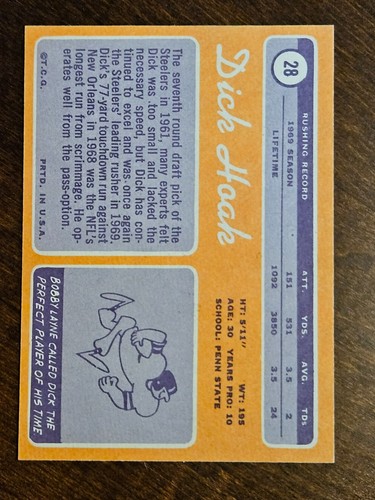 28
RUSHING RECORD
ATT. YDS. AVG. TDs
1969 SEASON 151 531 3.5 2
LIFETIME 1092 3850 3.5 24
Dick Hoak
HT: 5'11" WT: 195
AGE: 30 YEARS PRO: 10
SCHOOL: PENN STATE
The seventh round draft pick of the
Steelers in 1961, many experts felt
Dick was too small and lacked the
necessary speed, but Dick has con-
tinued to excel and was once again
the Steelers' leading rusher in 1969.
Dick's 77-yard touchdown run against
New Orleans in 1968 was the NFL's
longest run from scrimmage. He op-
erates well from the pass-option.
©T.C.G. PRTD. IN U.S.A.
BOBBY LAYNE CALLED DICK THE
PERFECT PLAYER OF HIS TIME